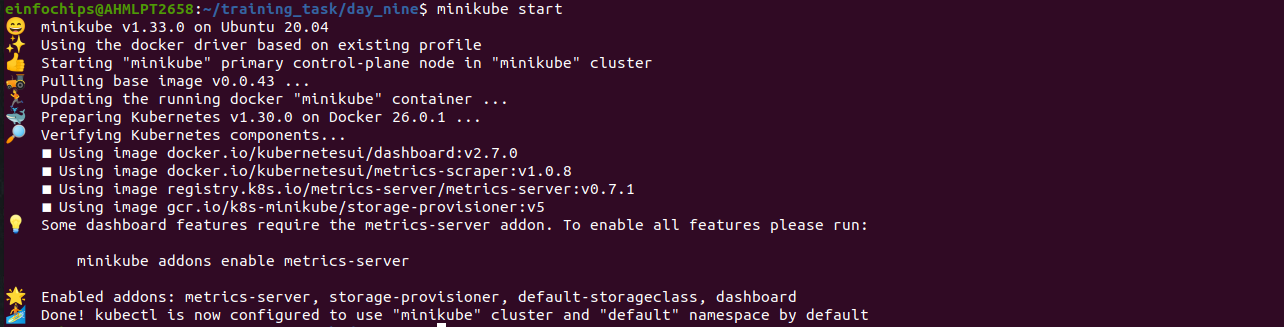 einfochips@AHMLPT2658:~/training_task/day_nine$ minikube start
😄 minikube v1.33.0 on Ubuntu 20.04
✨ Using the docker driver based on existing profile
👍 Starting "minikube" primary control-plane node in "minikube" cluster
🚜 Pulling base image v0.0.43 ...
🏃 Updating the running docker "minikube" container ...
🐳 Preparing Kubernetes v1.30.0 on Docker 26.0.1 ...
🔎 Verifying Kubernetes components...
▪ Using image docker.io/kubernetesui/dashboard:v2.7.0
▪ Using image docker.io/kubernetesui/metrics-scraper:v1.0.8
▪ Using image registry.k8s.io/metrics-server/metrics-server:v0.7.1
▪ Using image gcr.io/k8s-minikube/storage-provisioner:v5
💡 Some dashboard features require the metrics-server addon. To enable all features please run:
minikube addons enable metrics-server
🌟 Enabled addons: metrics-server, storage-provisioner, default-storageclass, dashboard
🏄 Done! kubectl is now configured to use "minikube" cluster and "default" namespace by default